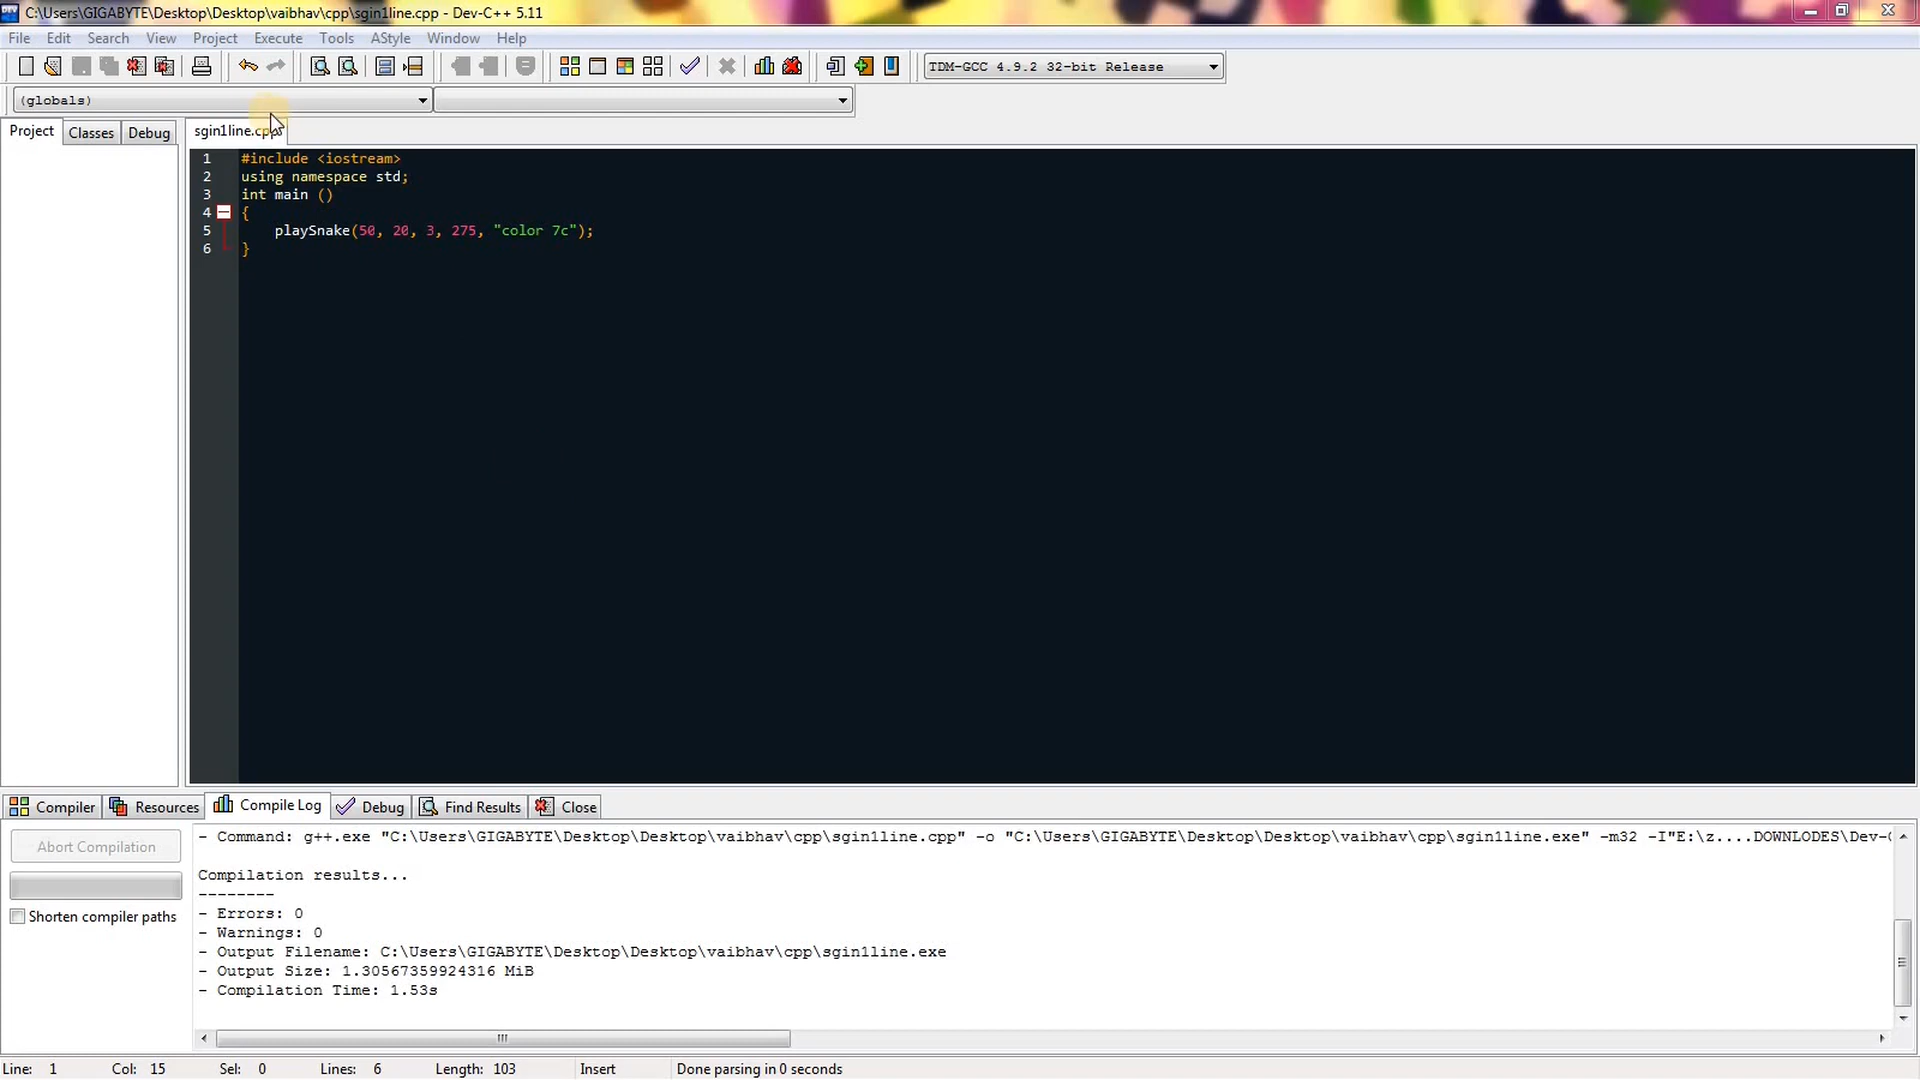 C:\Users\GIGABYTE\Desktop\Desktop\vaibhav\cpp\sgin1line.cpp - Dev-C++ 5.11
File Edit Search View Project Execute Tools AStyle Window Help
TDM-GCC 4.9.2 32-bit Release
(globals)
Project Classes Debug sgin1line.cpp
1 #include <iostream>
2 using namespace std;
3 int main ()
4 {
5 playSnake(50, 20, 3, 275, "color 7c");
6 }
Compiler Resources Compile Log Debug Find Results Close
Abort Compilation
Shorten compiler paths
- Command: g++.exe "C:\Users\GIGABYTE\Desktop\Desktop\vaibhav\cpp\sgin1line.cpp" -o "C:\Users\GIGABYTE\Desktop\Desktop\vaibhav\cpp\sgin1line.exe" -m32 -I"E:\z....DOWNLODES\Dev-
Compilation results...
--------
- Errors: 0
- Warnings: 0
- Output Filename: C:\Users\GIGABYTE\Desktop\Desktop\vaibhav\cpp\sgin1line.exe
- Output Size: 1.30567359924316 MiB
- Compilation Time: 1.53s
Line: 1 Col: 15 Sel: 0 Lines: 6 Length: 103 Insert Done parsing in 0 seconds